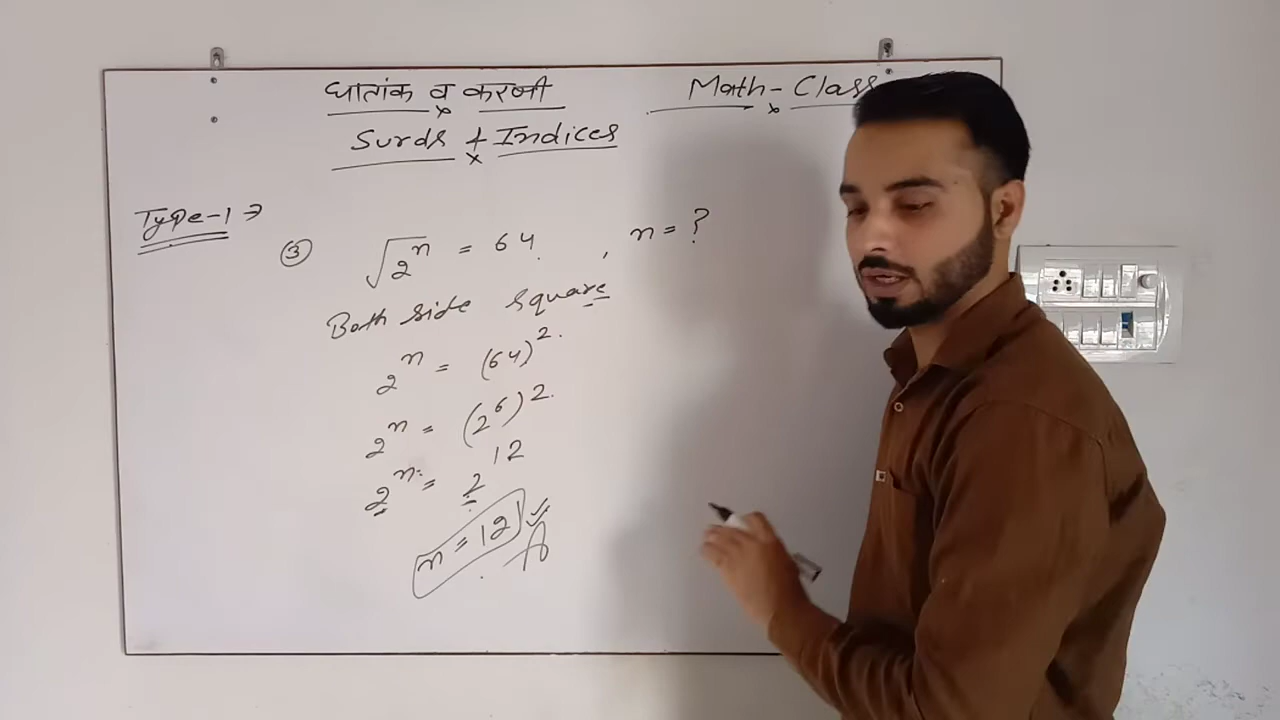 घातांक व करणी Math-Class
Surds & Indices
Type-1 →
③ √2ⁿ = 64, n = ?
Both side square
2ⁿ = (64)².
2ⁿ = (2⁶)².
2ⁿ = 2¹²
n = 12